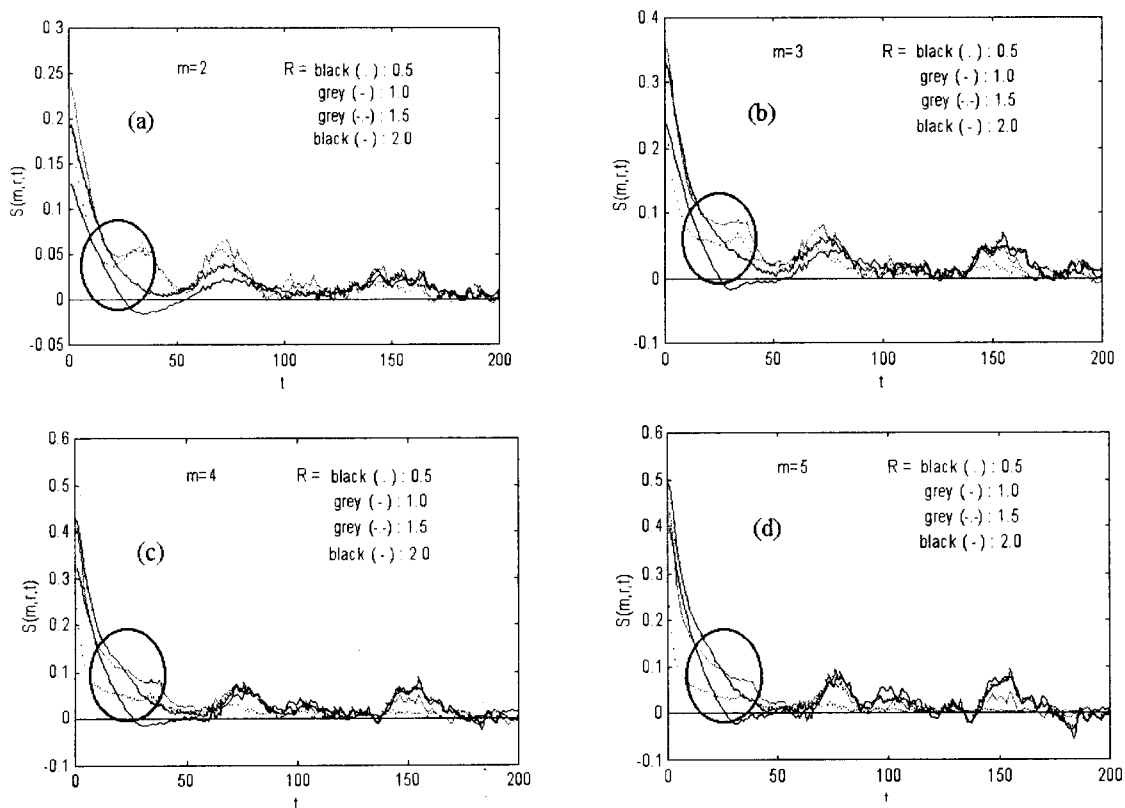 0.3
0.25
0.2
0.15
0.1
0.05
0
-0.05
S(m,r,t)
m=2
R = black ( . ) : 0.5
grey ( - ) : 1.0
grey (-.-) : 1.5
black ( - ) : 2.0
(a)
0 50 100 150 200
t
0.4
0.3
0.2
0.1
0
-0.1
S(m,r,t)
m=3
R = black ( . ) : 0.5
grey ( - ) : 1.0
grey (-.-) : 1.5
black ( - ) : 2.0
(b)
0 50 100 150 200
t
0.6
0.5
0.4
0.3
0.2
0.1
0
-0.1
S(m,r,t)
m=4
R = black ( . ) : 0.5
grey ( - ) : 1.0
grey (-.-) : 1.5
black ( - ) : 2.0
(c)
0 50 100 150 200
t
0.6
0.5
0.4
0.3
0.2
0.1
0
-0.1
S(m,r,t)
m=5
R = black ( . ) : 0.5
grey ( - ) : 1.0
grey (-.-) : 1.5
black ( - ) : 2.0
(d)
0 50 100 150 200
t